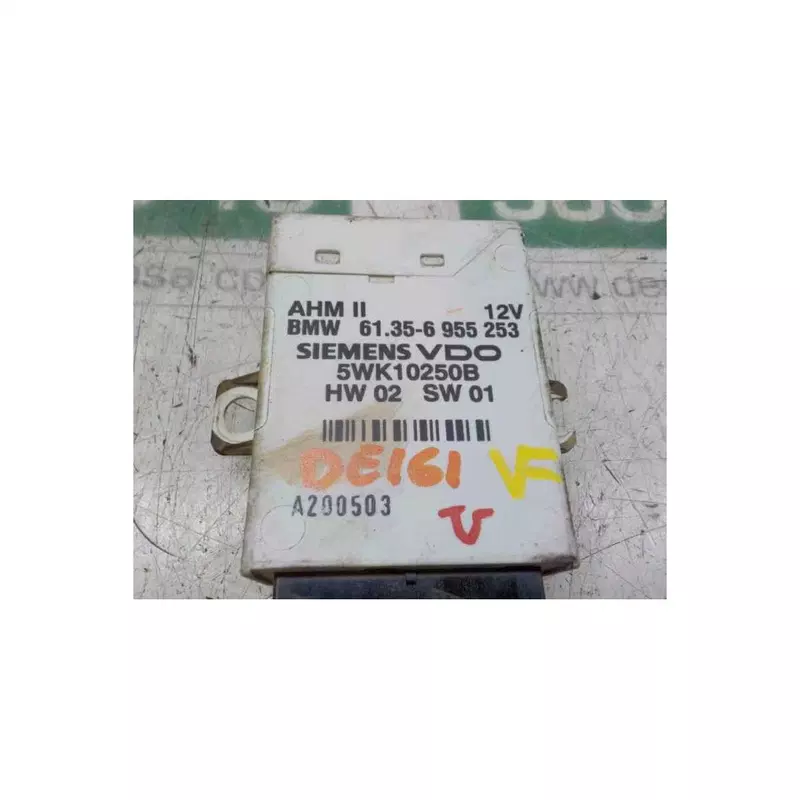 AHM II 12V
BMW 61.35-6 955 253
SIEMENS VDO
5WK10250B
HW 02 SW 01
DE161 VF
A200503 V